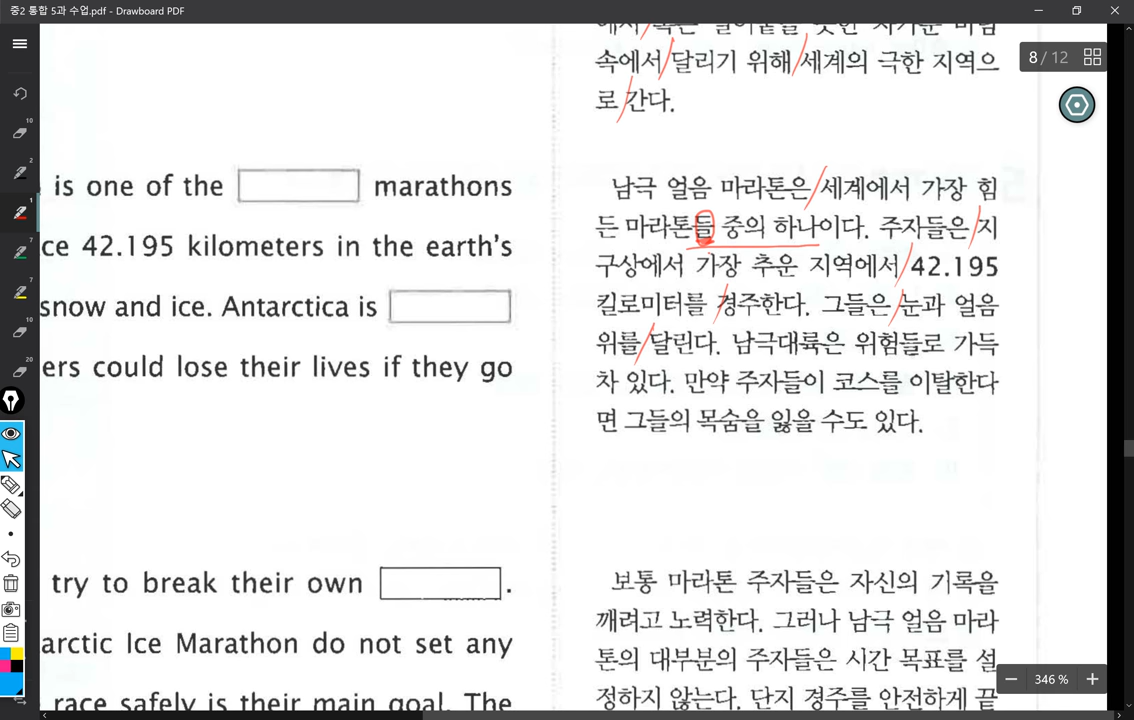 중2 통합 5과 수업.pdf - Drawboard PDF
8 / 12
속에서 달리기 위해 세계의 극한 지역으
로 간다.
is one of the
marathons
ce 42.195 kilometers in the earth's
snow and ice. Antarctica is
ers could lose their lives if they go
남극 얼음 마라톤은 세계에서 가장 힘
든 마라톤들 중의 하나이다. 주자들은 지
구상에서 가장 추운 지역에서 42.195
킬로미터를 경주한다. 그들은 눈과 얼음
위를 달린다. 남극대륙은 위험들로 가득
차 있다. 만약 주자들이 코스를 이탈한다
면 그들의 목숨을 잃을 수도 있다.
try to break their own
.
arctic Ice Marathon do not set any
race safely is their main goal. The
보통 마라톤 주자들은 자신의 기록을
깨려고 노력한다. 그러나 남극 얼음 마라
톤의 대부분의 주자들은 시간 목표를 설
정하지 않는다. 단지 경주를 안전하게 끝
10
2
1
7
7
10
20
346 %